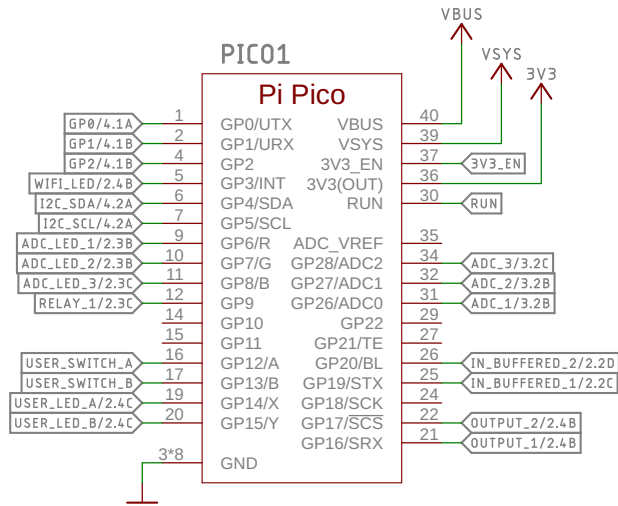 VBUS
VSYS
3V3
PICO1
Pi Pico
GP0/4.1A 1 GP0/UTX VBUS 40
GP1/4.1B 2 GP1/URX VSYS 39
GP2/4.1B 4 GP2 3V3_EN 37 3V3_EN
WIFI_LED/2.4B 5 GP3/INT 3V3(OUT) 36
I2C_SDA/4.2A 6 GP4/SDA RUN 30 RUN
I2C_SCL/4.2A 7 GP5/SCL
ADC_LED_1/2.3B 9 GP6/R ADC_VREF 35
ADC_LED_2/2.3B 10 GP7/G GP28/ADC2 34 ADC_3/3.2C
ADC_LED_3/2.3C 11 GP8/B GP27/ADC1 32 ADC_2/3.2B
RELAY_1/2.3C 12 GP9 GP26/ADC0 31 ADC_1/3.2B
14 GP10 GP22 29
15 GP11 GP21/TE 27
USER_SWITCH_A 16 GP12/A GP20/BL 26 IN_BUFFERED_2/2.2D
USER_SWITCH_B 17 GP13/B GP19/STX 25 IN_BUFFERED_1/2.2C
USER_LED_A/2.4C 19 GP14/X GP18/SCK 24
USER_LED_B/2.4C 20 GP15/Y GP17/SCS 22 OUTPUT_2/2.4B
GP16/SRX 21 OUTPUT_1/2.4B
3*8 GND